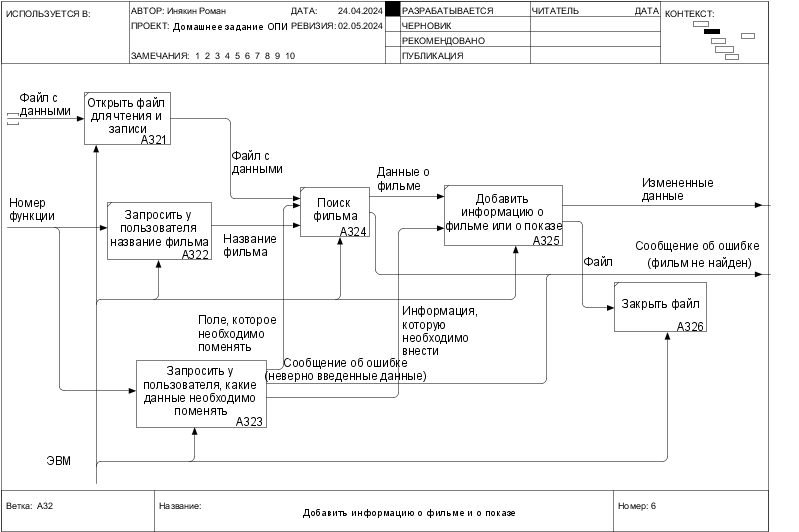 ИСПОЛЬЗУЕТСЯ В:
АВТОР: Инякин Роман
ДАТА: 24.04.2024
ПРОЕКТ: Домашнее задание ОПИ
РЕВИЗИЯ: 02.05.2024
ЗАМЕЧАНИЯ: 1 2 3 4 5 6 7 8 9 10
РАЗРАБАТЫВАЕТСЯ
ЧЕРНОВИК
РЕКОМЕНДОВАНО
ПУБЛИКАЦИЯ
ЧИТАТЕЛЬ
ДАТА
КОНТЕКСТ:
Файл с
данными
Открыть файл
для чтения и
записи
A321
Файл с
данными
Номер
функции
Запросить у
пользователя
название фильма
A322
Название
фильма
Поиск
фильма
A324
Данные о
фильме
Добавить
информацию о
фильме или о показе
A325
Измененные
данные
Сообщение об ошибке
(фильм не найден)
Файл
Закрыть файл
A326
Поле, которое
необходимо
поменять
Информация,
которую
необходимо
внести
Сообщение об ошибке
(неверно введенные данные)
Запросить у
пользователя, какие
данные необходимо
поменять
A323
ЭВМ
Ветка: A32
Название:
Добавить информацию о фильме и о показе
Номер: 6